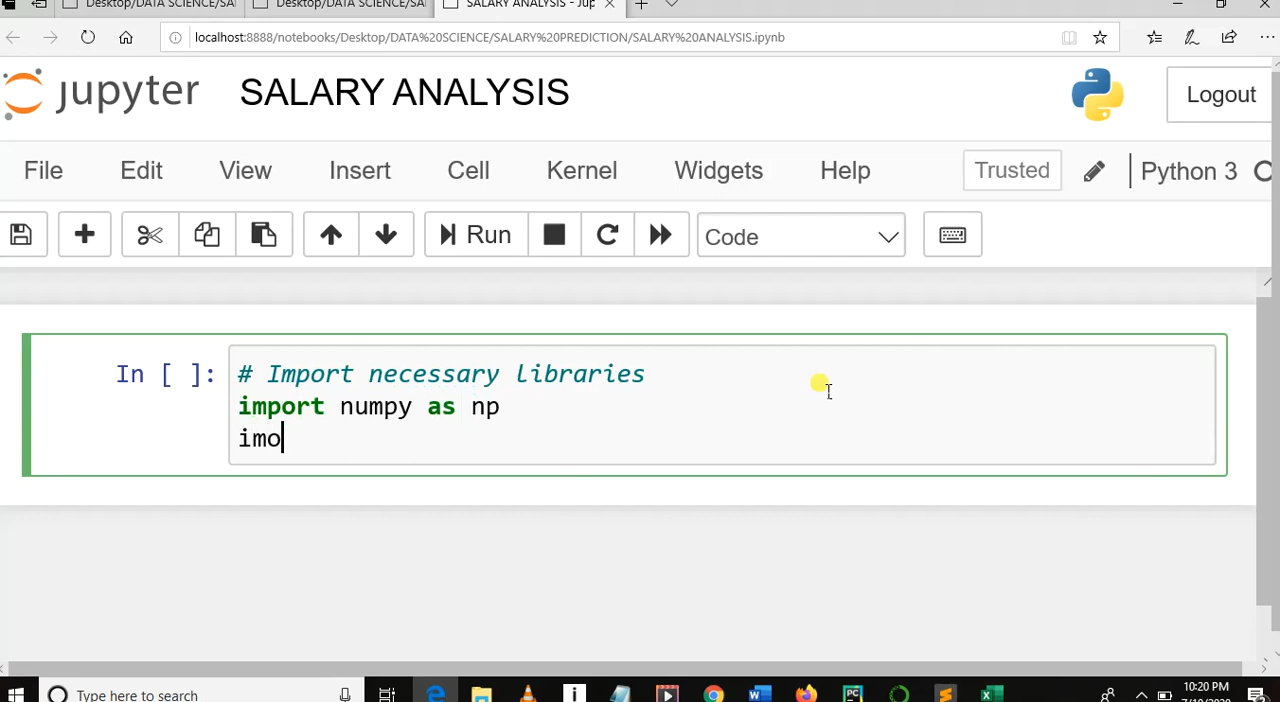 Desktop/DATA SCIENCE/SAL Desktop/DATA SCIENCE/SAL SALARY ANALYSIS - Jup
localhost:8888/notebooks/Desktop/DATA%20SCIENCE/SALARY%20PREDICTION/SALARY%20ANALYSIS.ipynb
jupyter SALARY ANALYSIS Logout
File Edit View Insert Cell Kernel Widgets Help Trusted Python 3
Run Code
In [ ]: # Import necessary libraries
import numpy as np
imo
Type here to search 10:20 PM